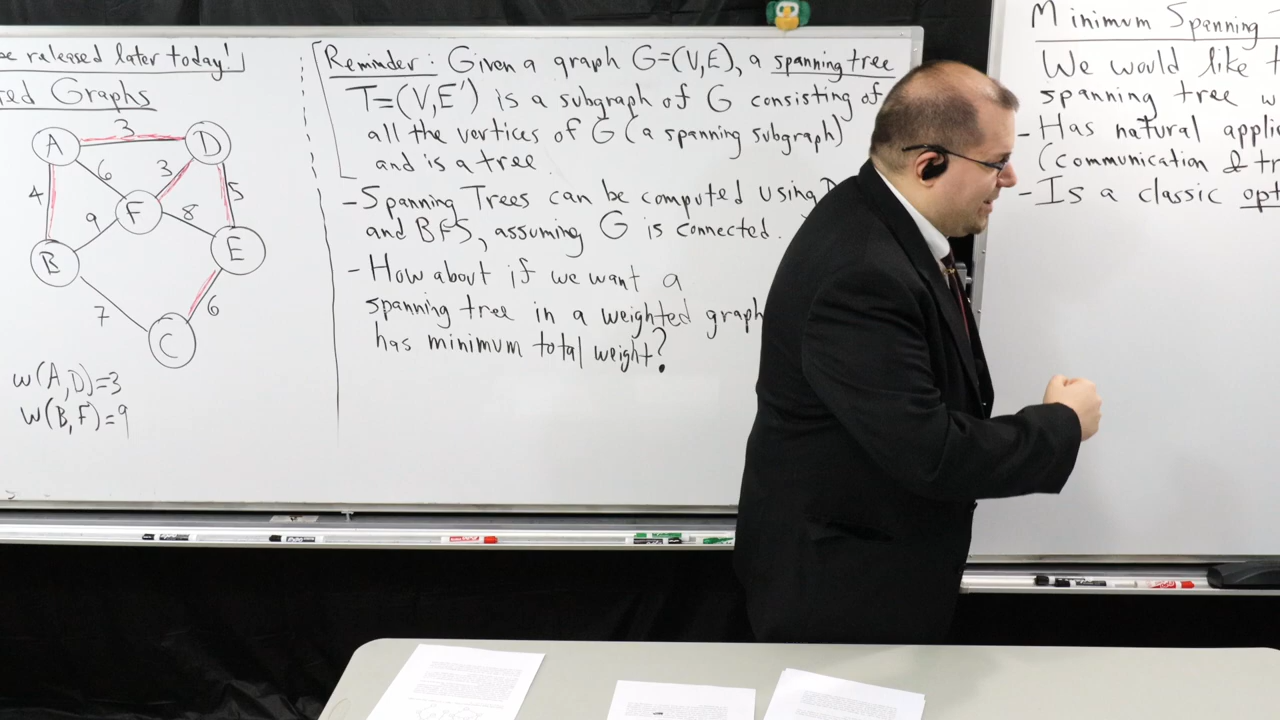 be released later today!
ed Graphs
A
3
D
6
3
4
5
F
9
8
B
E
7
6
C
w(A,D)=3
w(B,F)=9
Reminder: Given a graph G=(V,E), a spanning tree
T=(V,E') is a subgraph of G consisting of
all the vertices of G (a spanning subgraph)
and is a tree.
- Spanning Trees can be computed using
and BFS, assuming G is connected.
- How about if we want a
spanning tree in a weighted graph
has minimum total weight?
Minimum Spanning
We would like
spanning tree
- Has natural appli
(communication & tr
- Is a classic opt